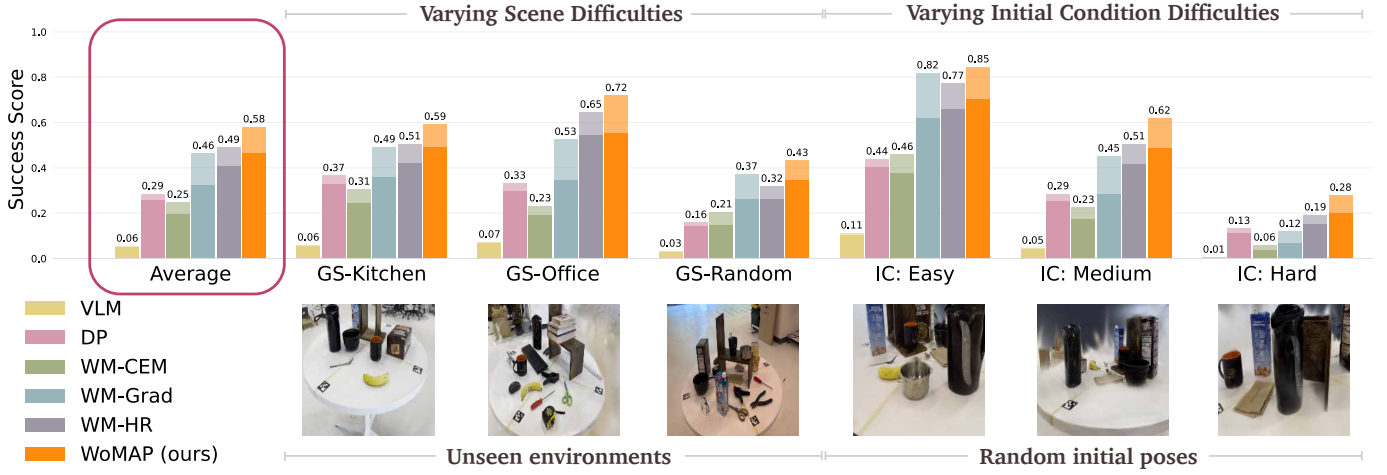 Varying Scene Difficulties
Varying Initial Condition Difficulties
Success Score
1.0
0.8
0.6
0.4
0.2
0.0
0.06
0.29
0.25
0.46
0.49
0.58
0.06
0.37
0.31
0.49
0.51
0.59
0.07
0.33
0.23
0.53
0.65
0.72
0.03
0.16
0.21
0.37
0.32
0.43
0.11
0.44
0.46
0.82
0.77
0.85
0.05
0.29
0.23
0.45
0.51
0.62
0.01
0.13
0.06
0.12
0.19
0.28
Average
GS-Kitchen
GS-Office
GS-Random
IC: Easy
IC: Medium
IC: Hard
VLM
DP
WM-CEM
WM-Grad
WM-HR
WoMAP (ours)
Unseen environments
Random initial poses